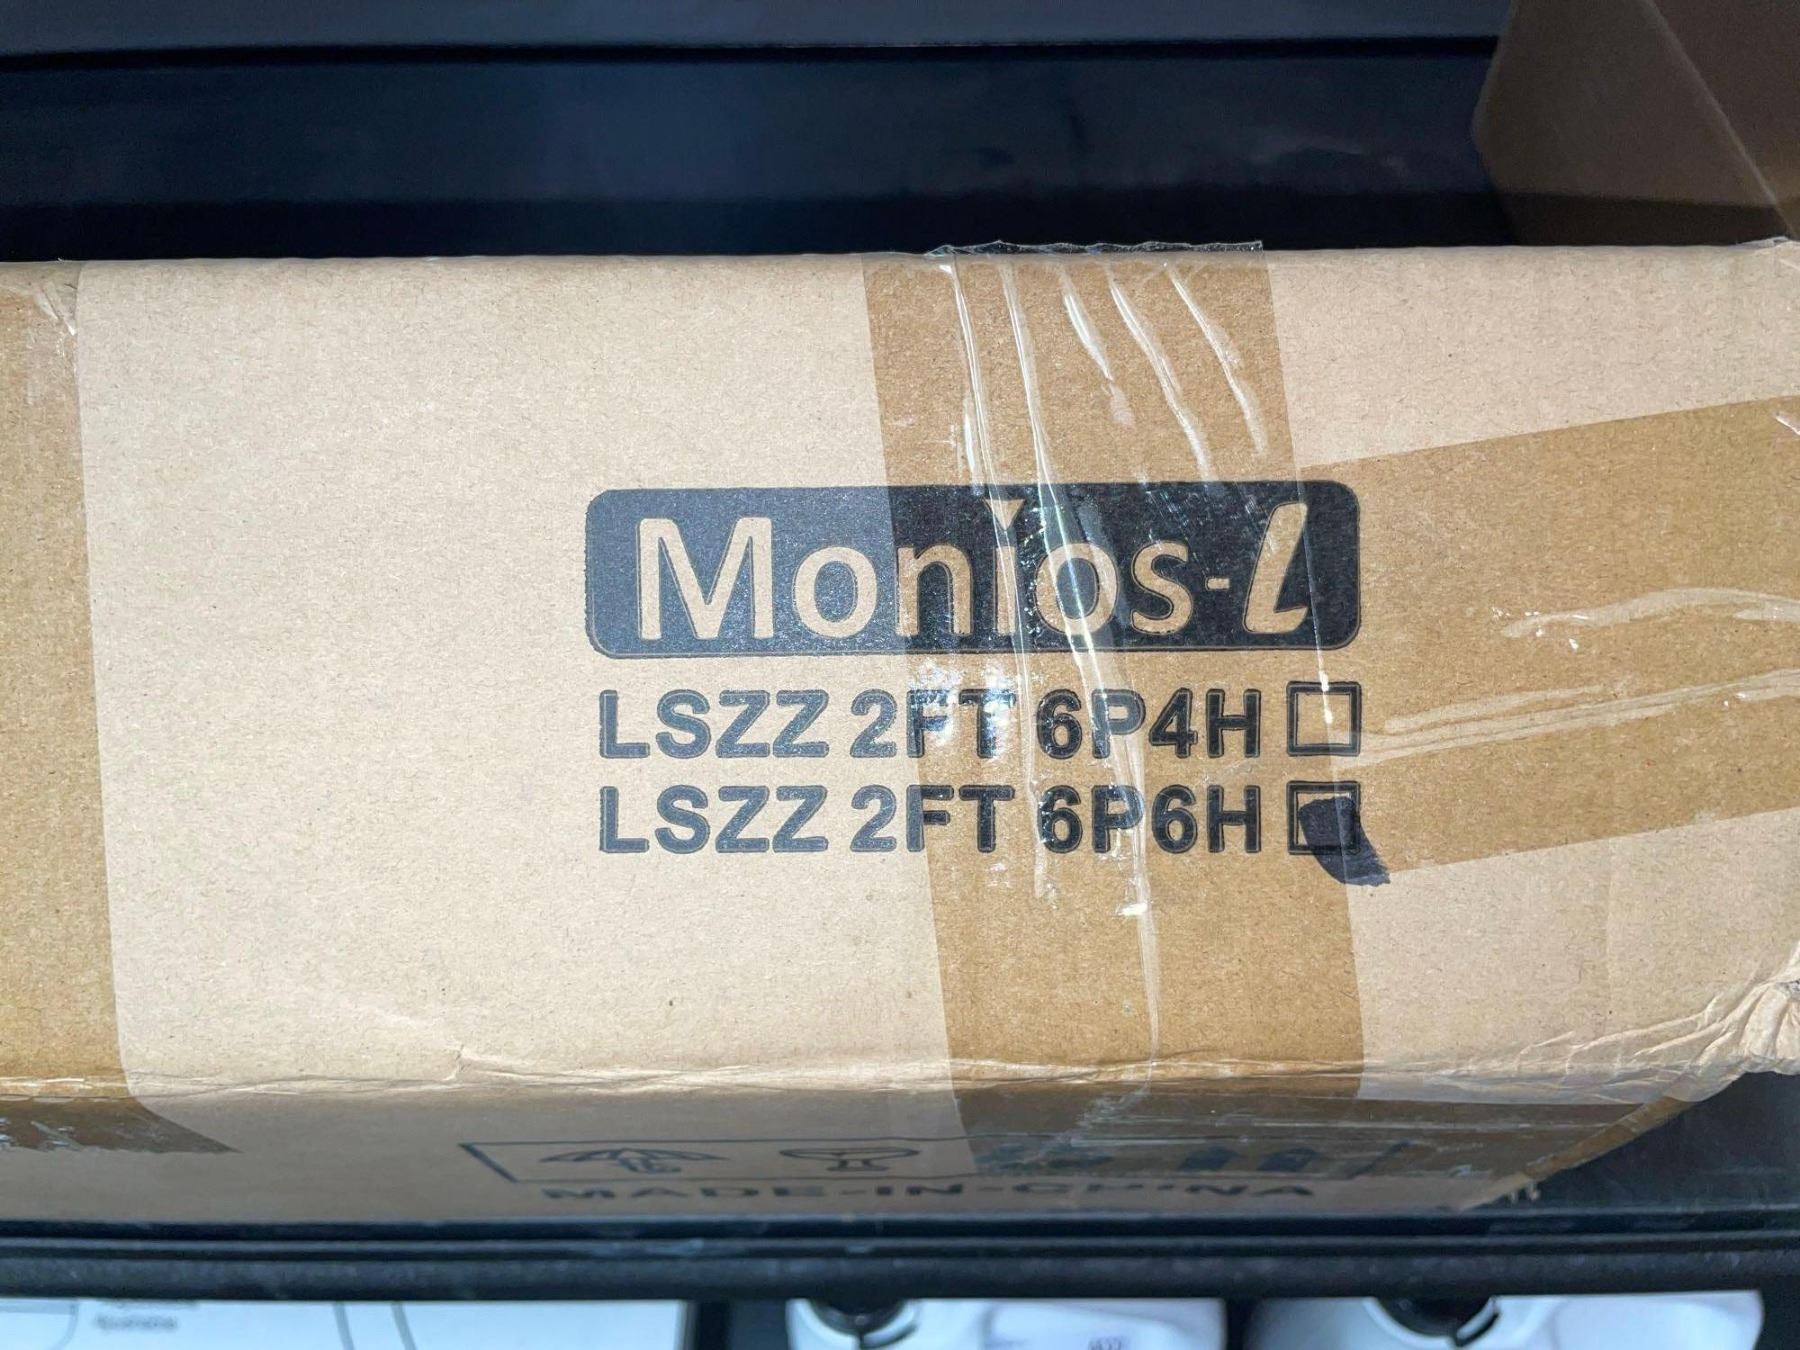 Monios-L
LSZZ 2FT 6P4H
LSZZ 2FT 6P6H
MADE-IN-CHINA